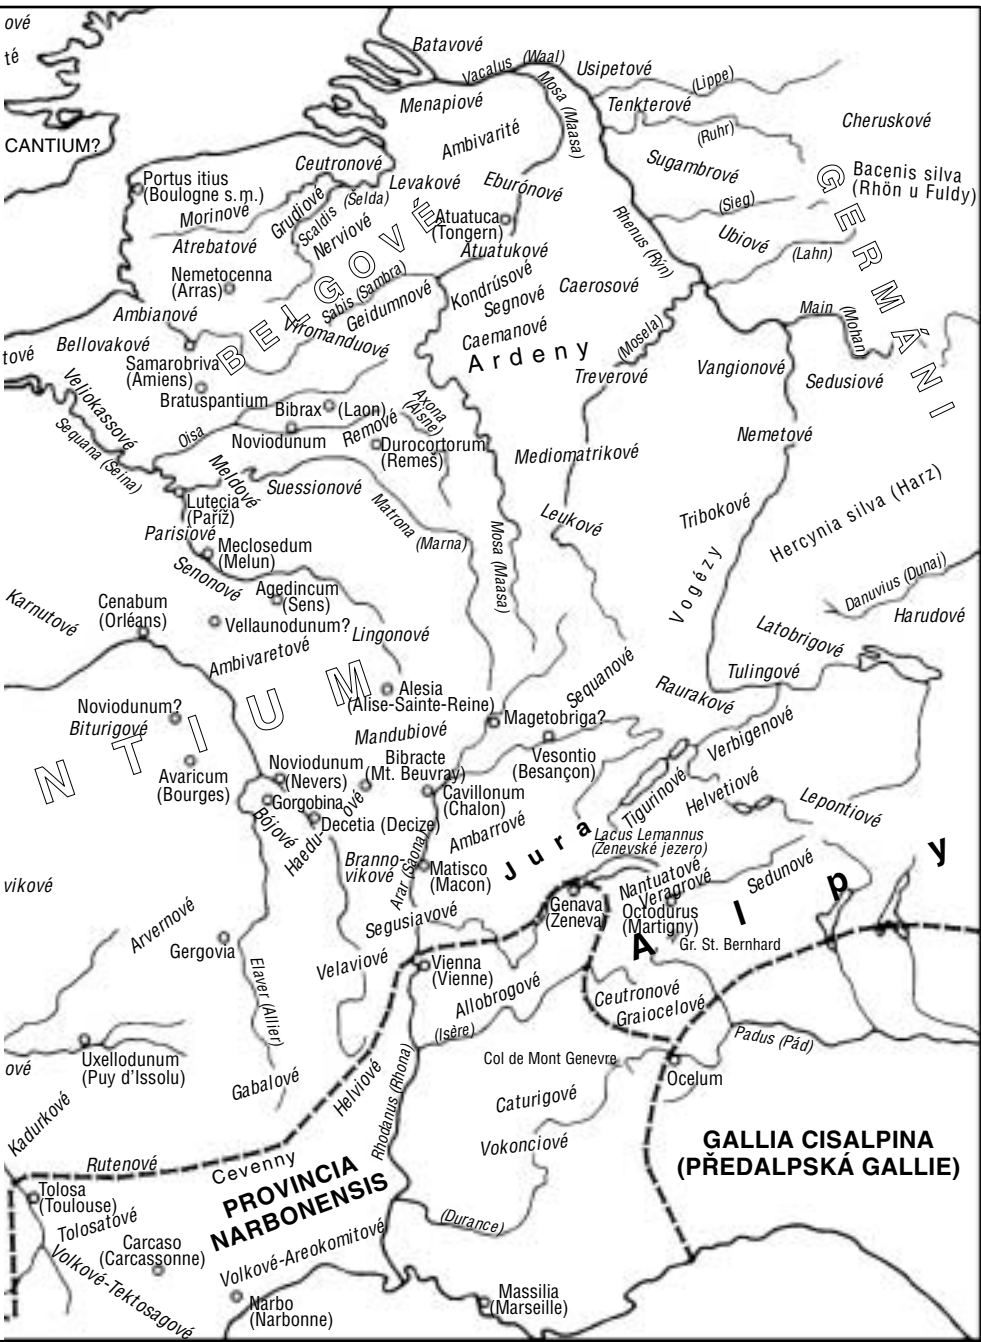 ové
té
CANTIUM?
Batavové
Vacalus (Waal)
Usipetové
(Lippe)
Mosa (Maasa)
Menapiové
Tenkterové
(Ruhr)
Cheruskové
Ambivarité
Sugambrové
Bacenis silva
(Rhön u Fuldy)
GERMÁNI
Ceutronové
Portus itius
(Boulogne s.m.)
Morinové
Grudiové
Scaldis (Šelda)
Levakové
Eburónové
(Sieg)
Nerviové
Atuatuca
(Tongern)
Rhenus (Rýn)
Ubiové
(Lahn)
Atrebatové
Atuatukové
BELGOVÉ
Nemetocenna
(Arras)
Sabis (Sambra)
Geidumnové
Kondrúsové
Segnové
Caerosové
Caemanové
Ambianové
Viromanduové
Ardeny
(Mosela)
Main (Mohan)
tové
Bellovakové
Samarobriva
(Amiens)
Bratuspantium
Treverové
Vangionové
Sedusiové
Veliokassové
Bibrax (Laon)
Axona
(Aisne)
Sequana (Seina)
Oisa
Noviodunum
Remové
Durocortorum
(Remeš)
Mediomatrikové
Nemetové
Meldové
Suessionové
Lutecia
(Paříž)
Matrona (Marna)
Mosa (Maasa)
Leukové
Tribokové
Hercynia silva (Harz)
Parisiové
Meclosedum
(Melun)
Senonové
Vogézy
Danuvius (Dunaj)
Agedincum
(Sens)
Karnutové
Cenabum
(Orléans)
Vellaunodunum?
Lingonové
Harudové
Latobrigové
Ambivaretové
Sequanové
Tulingové
Raurakové
NTIUM
Alesia
(Alise-Sainte-Reine)
Noviodunum?
Biturigové
Magetobriga?
Mandubiové
Verbigenové
Vesontio
(Besançon)
Avaricum
(Bourges)
Noviodunum
(Nevers)
Bibracte
(Mt. Beuvray)
Gorgobina
Bójové
Cavillonum
(Chalon)
Tigurinové
Helvetiové
Lepontiové
Decetia (Decize)
Haedu-
ové
Ambarrové
Jura
Lacus Lemannus
(Ženevské jezero)
Branno-
vikové
Arar (Saona)
Matisco
(Macon)
Nantuatové
Veragrové
Sedunové
Alpy
vikové
Genava
(Ženeva)
Octodurus
(Martigny)
Segusiavové
Gr. St. Bernhard
Arvernové
Gergovia
Velaviové
Vienna
(Vienne)
Elaver (Allier)
Allobrogové
Ceutronové
Graiocelové
(Isère)
Padus (Pád)
Uxellodunum
(Puy d'Issolu)
ové
Gabalové
Helviové
Rhodanus (Rhona)
Col de Mont Genevre
Ocelum
Caturigové
Kadurkové
Vokonciové
GALLIA CISALPINA
(PŘEDALPSKÁ GALLIE)
Rutenové
Cevenny
PROVINCIA
NARBONENSIS
Tolosa
(Toulouse)
Tolosatové
(Durance)
Carcaso
(Carcassonne)
Volkové-Areokomitové
Volkové-Tektosagové
Narbo
(Narbonne)
Massilia
(Marseille)